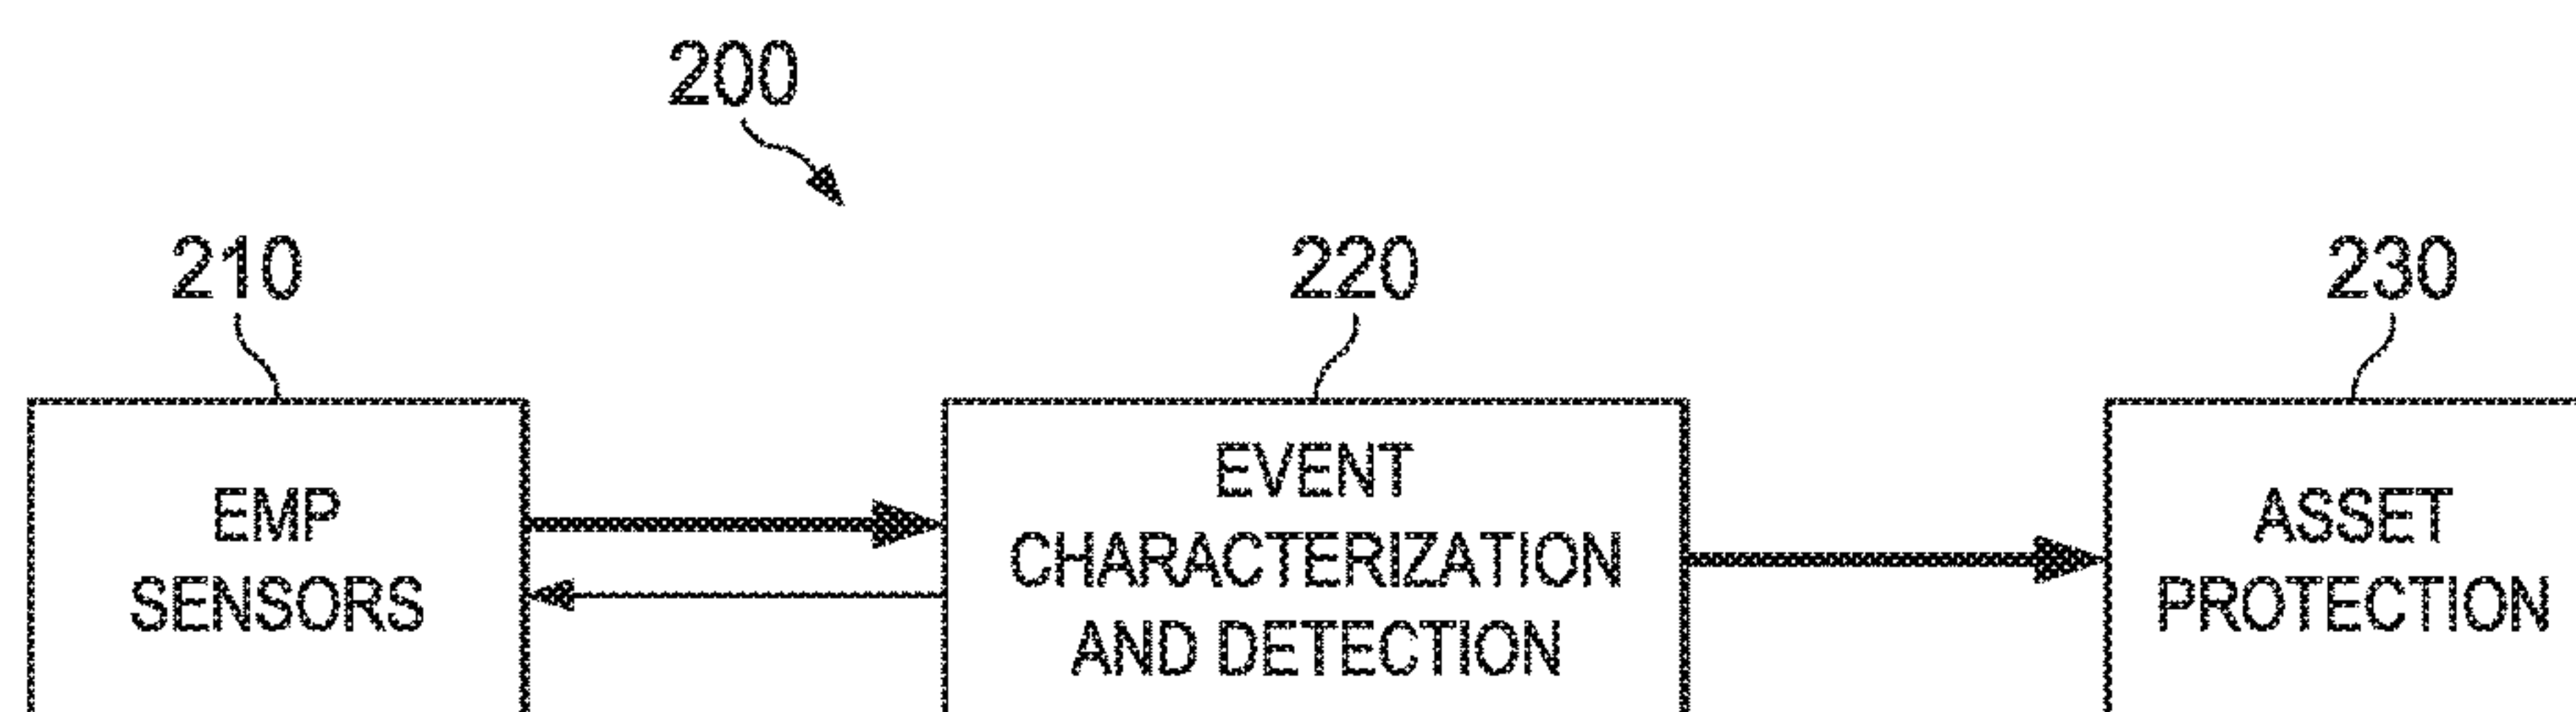 200
210
220
230
EMP
SENSORS
EVENT
CHARACTERIZATION
AND DETECTION
ASSET
PROTECTION